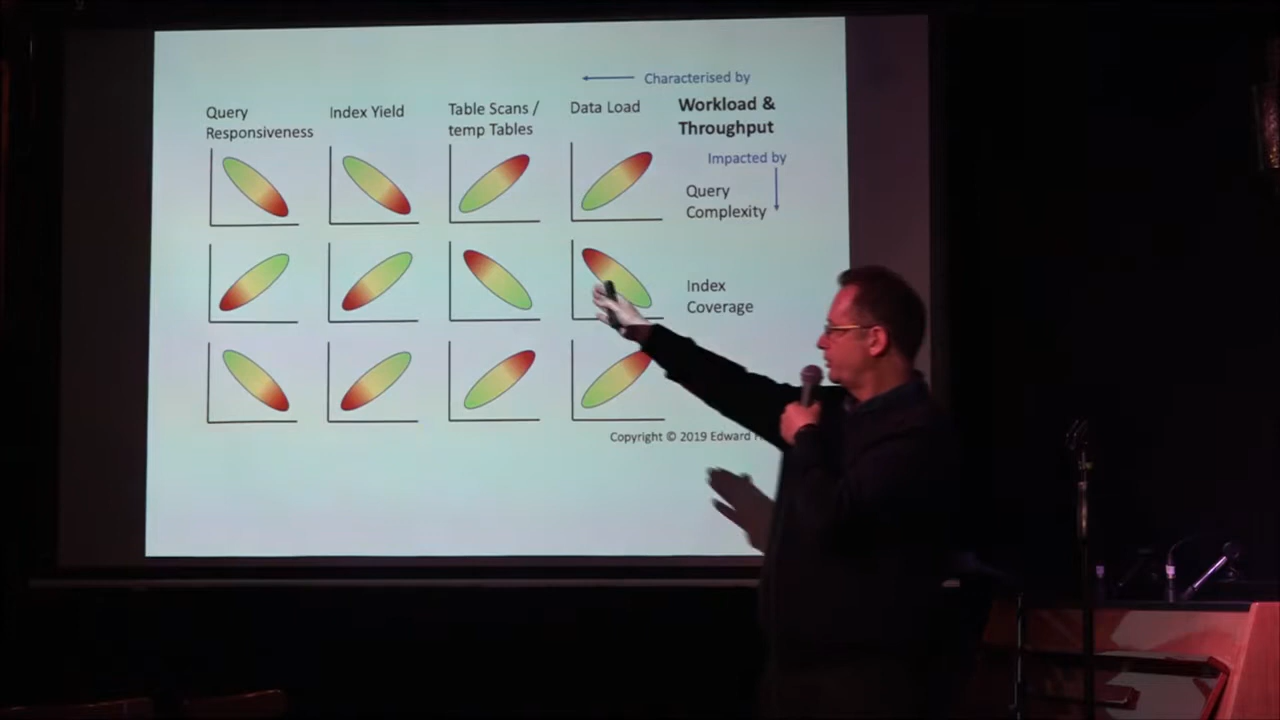 Characterised by
Query
Responsiveness
Index Yield
Table Scans /
temp Tables
Data Load
Workload &
Throughput
Impacted by
Query
Complexity
Index
Coverage
Copyright © 2019 Edward